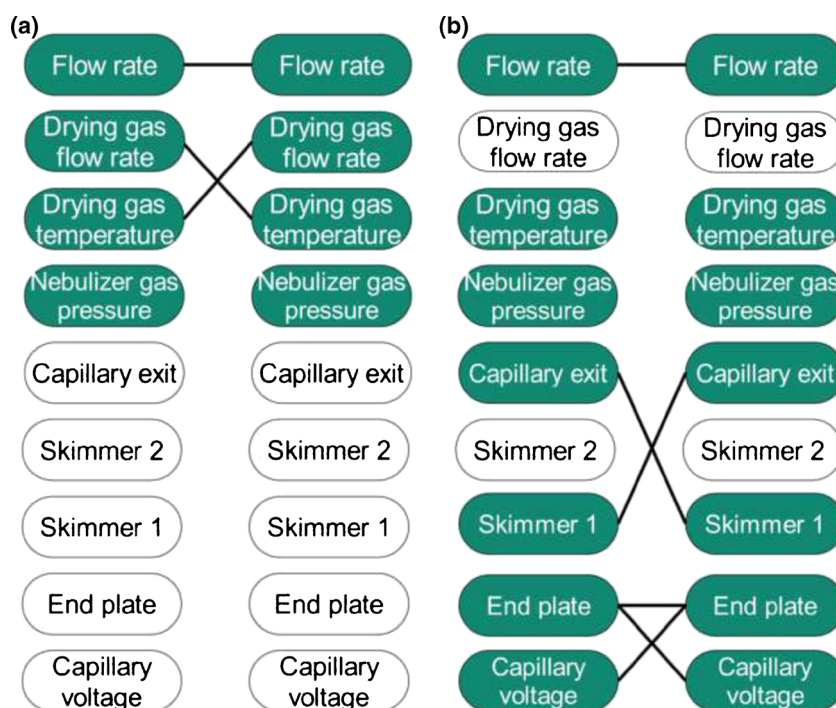 (a)
Flow rate
Flow rate
Drying gas
flow rate
Drying gas
flow rate
Drying gas
temperature
Drying gas
temperature
Nebulizer gas
pressure
Nebulizer gas
pressure
Capillary exit
Capillary exit
Skimmer 2
Skimmer 2
Skimmer 1
Skimmer 1
End plate
End plate
Capillary
voltage
Capillary
voltage
(b)
Flow rate
Flow rate
Drying gas
flow rate
Drying gas
flow rate
Drying gas
temperature
Drying gas
temperature
Nebulizer gas
pressure
Nebulizer gas
pressure
Capillary exit
Capillary exit
Skimmer 2
Skimmer 2
Skimmer 1
Skimmer 1
End plate
End plate
Capillary
voltage
Capillary
voltage